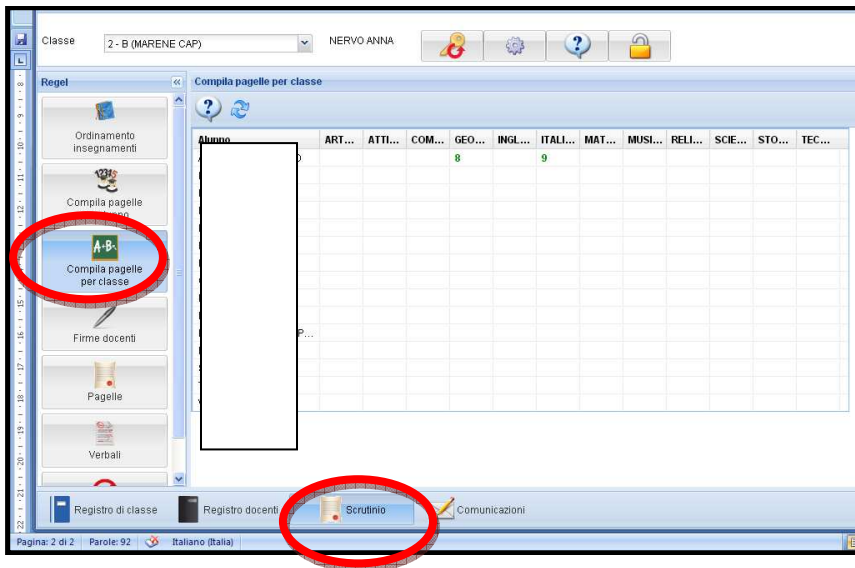 Classe
2 - B (MARENE CAP)
NERVO ANNA
Regel
Compila pagelle per classe
Ordinamento
insegnamenti
Compila pagelle
Compila pagelle
per classe
Firme docenti
Pagelle
Verbali
Alunno ART... ATTI... COM... GEO... INGL... ITALI... MAT... MUSI... RELI... SCIE... STO... TEC...
8 9
P...
Registro di classe Registro docenti Scrutinio Comunicazioni
Pagina: 2 di 2 Parole: 92 Italiano (Italia)